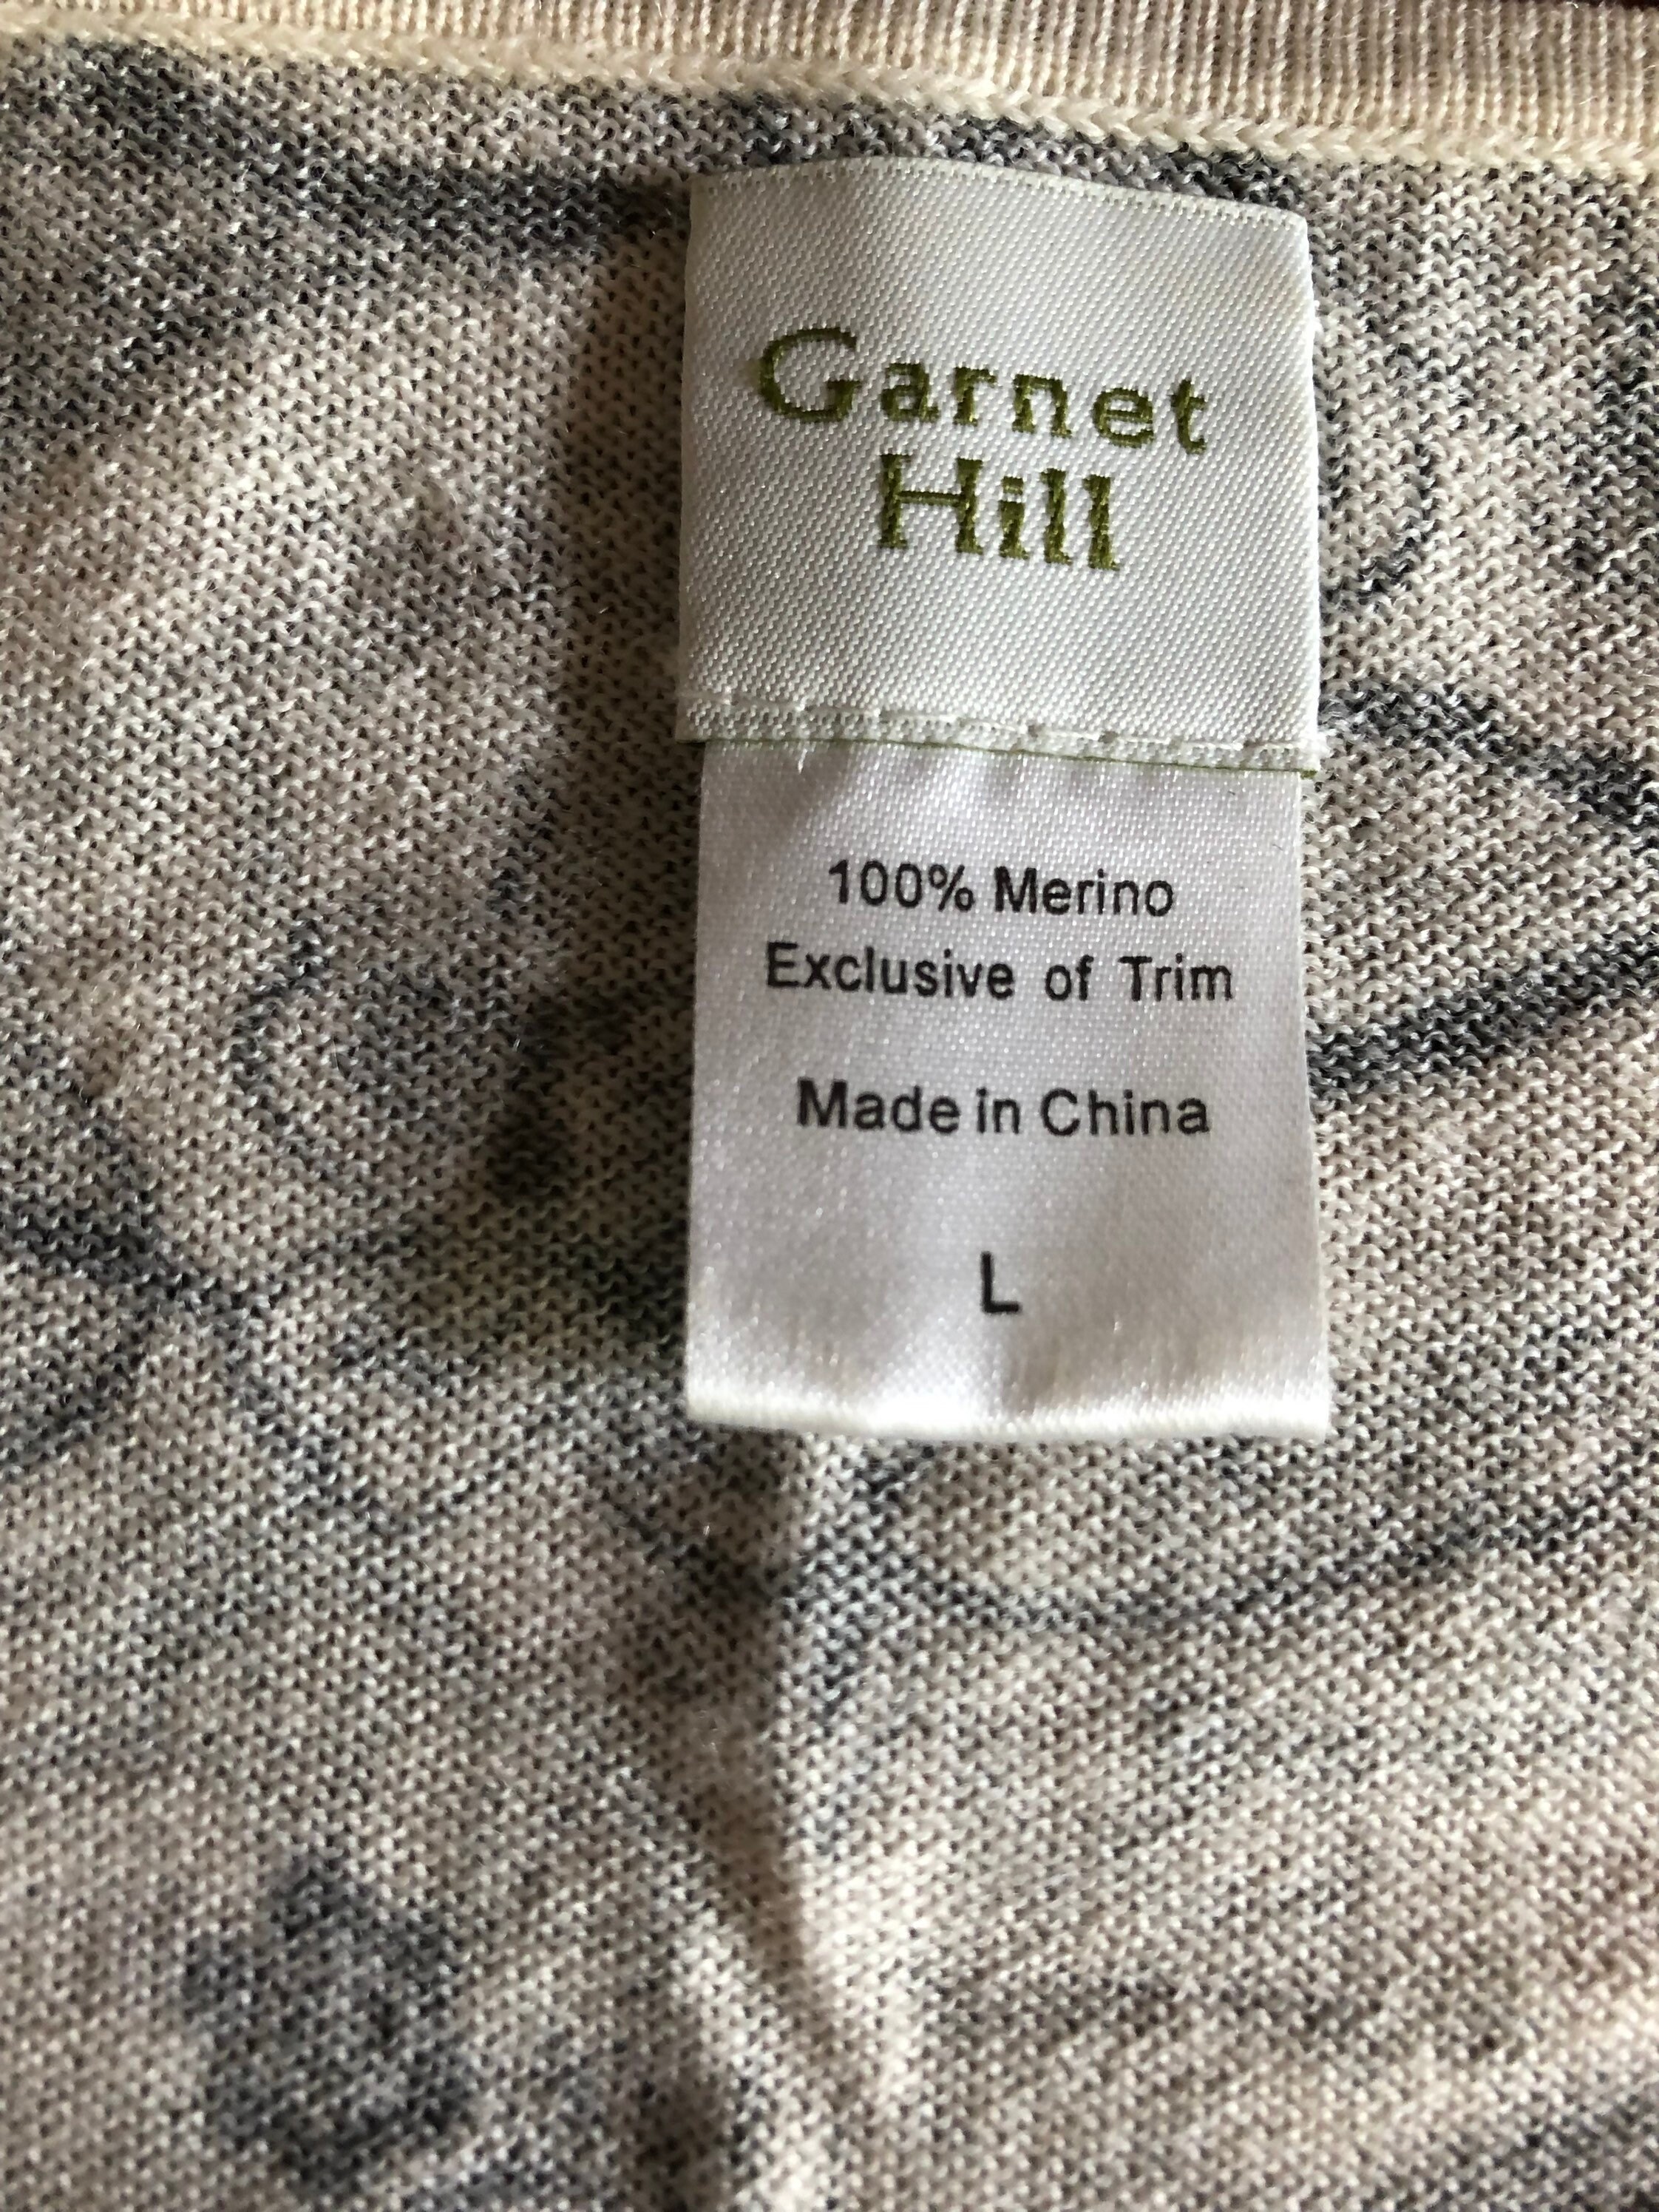 Garnet
Hill
100% Merino
Exclusive of Trim
Made in China
L